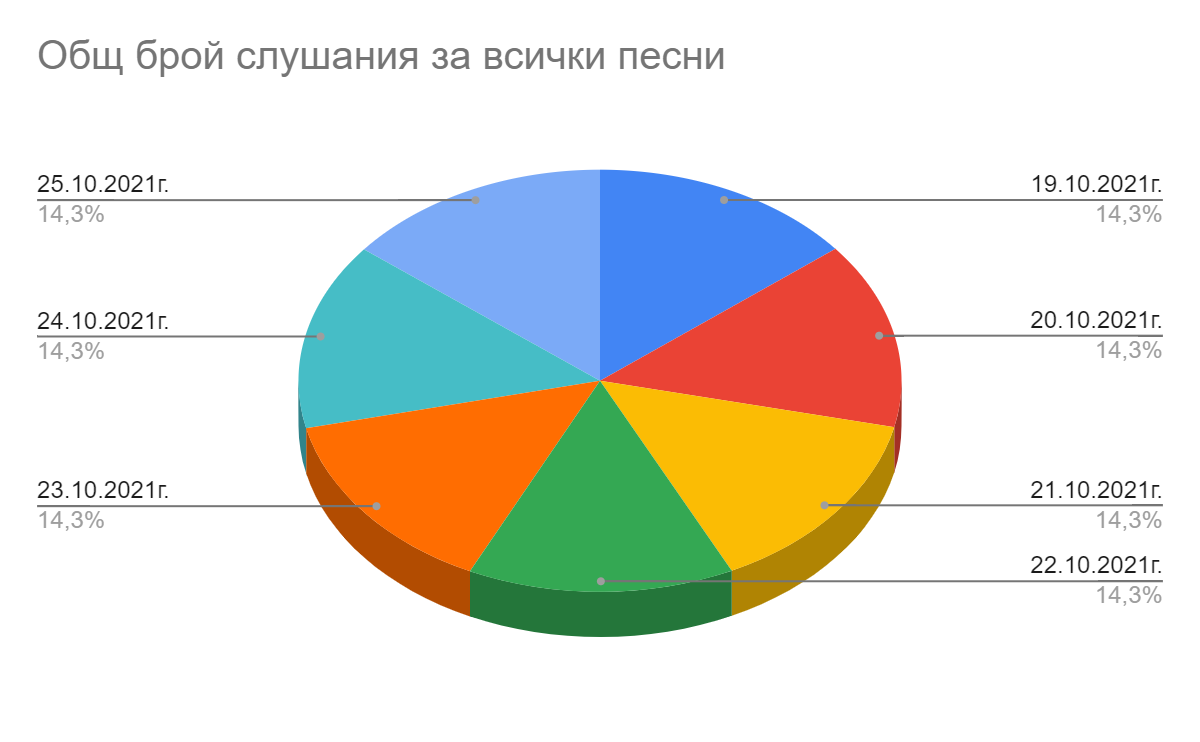 Общ брой слушания за всички песни
25.10.2021г.
14,3%
24.10.2021г.
14,3%
23.10.2021г.
14,3%
19.10.2021г.
14,3%
20.10.2021г.
14,3%
21.10.2021г.
14,3%
22.10.2021г.
14,3%